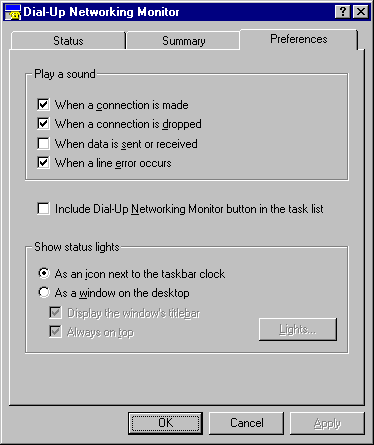 Dial-Up Networking Monitor
Status Summary Preferences
Play a sound
When a connection is made
When a connection is dropped
When data is sent or received
When a line error occurs
Include Dial-Up Networking Monitor button in the task list
Show status lights
As an icon next to the taskbar clock
As a window on the desktop
Display the window's titlebar
Always on top
Lights...
OK Cancel Apply